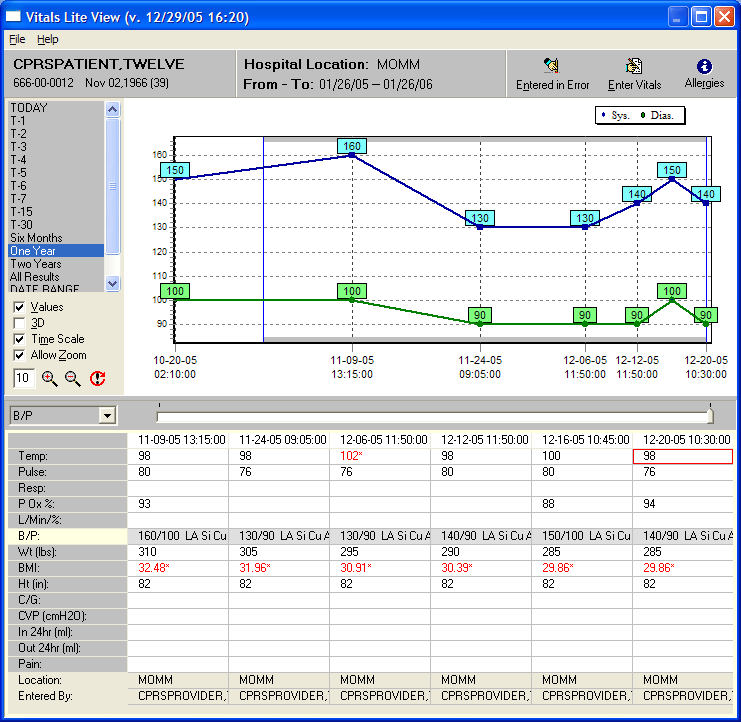 Vitals Lite View (v. 12/29/05 16:20)
File Help
CPRSPATIENT,TWELVE
666-00-0012 Nov 02,1966 (39)
Hospital Location: MOMM
From - To: 01/26/05 – 01/26/06
Entered in Error Enter Vitals Allergies
TODAY
T-1
T-2
T-3
T-4
T-5
T-6
T-7
T-15
T-30
Six Months
One Year
Two Years
All Results
DATE RANGE
Values
3D
Time Scale
Allow Zoom
10
Sys. Dias.
160
150
140
130
120
110
100
90
150 160 130 130 140 150 140
100 100 90 90 90 100 90
10-20-05 11-09-05 11-24-05 12-06-05 12-12-05 12-20-05
02:10:00 13:15:00 09:05:00 11:50:00 11:50:00 10:30:00
B/P
11-09-05 13:15:00 11-24-05 09:05:00 12-06-05 11:50:00 12-12-05 11:50:00 12-16-05 10:45:00 12-20-05 10:30:00
Temp: 98 98 102* 98 100 98
Pulse: 80 76 76 80 80 76
Resp:
P Ox %: 93 88 94
L/Min/%:
B/P: 160/100 LA Si Cu 130/90 LA Si Cu A 130/90 LA Si Cu A 140/90 LA Si Cu A 150/100 LA Si Cu 140/90 LA Si Cu A
Wt (lbs): 310 305 295 290 285 285
BMI: 32.48* 31.96* 30.91* 30.39* 29.86* 29.86*
Ht (in): 82 82 82 82 82 82
C/G:
CVP (cmH2O):
In 24hr (ml):
Out 24hr (ml):
Pain:
Location: MOMM MOMM MOMM MOMM MOMM MOMM
Entered By: CPRSPROVIDER, CPRSPROVIDER, CPRSPROVIDER, CPRSPROVIDER, CPRSPROVIDER, CPRSPROVIDER,